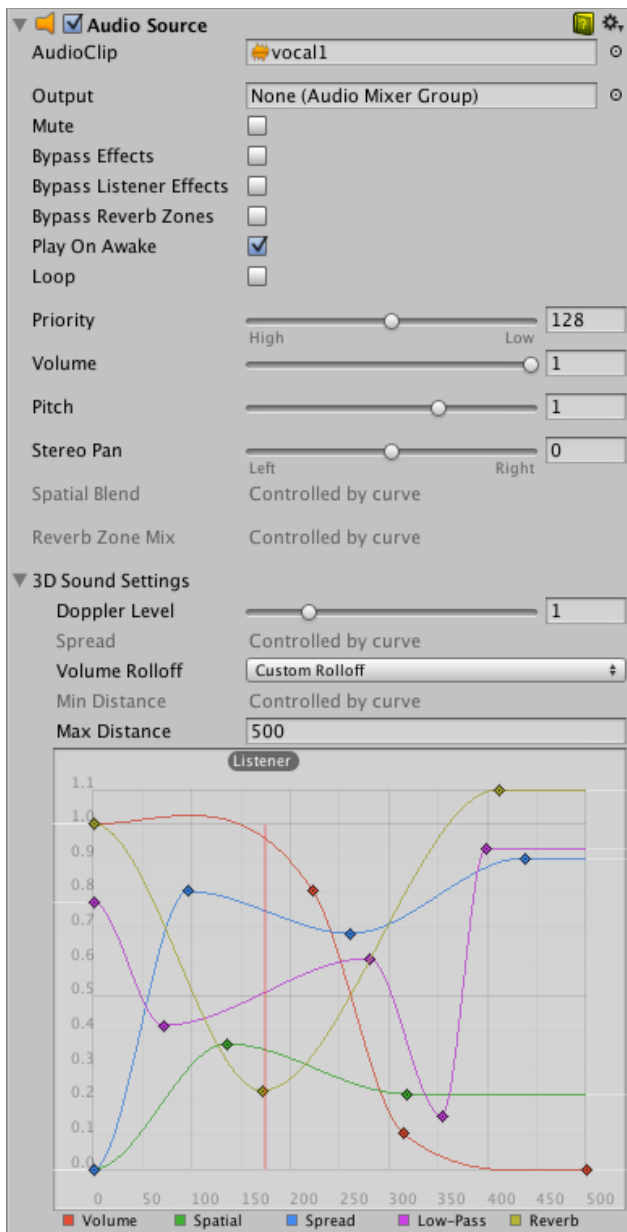 Audio Source
AudioClip vocal1
Output None (Audio Mixer Group)
Mute
Bypass Effects
Bypass Listener Effects
Bypass Reverb Zones
Play On Awake
Loop
Priority 128
High Low
Volume 1
Pitch 1
Stereo Pan 0
Left Right
Spatial Blend Controlled by curve
Reverb Zone Mix Controlled by curve
3D Sound Settings
Doppler Level 1
Spread Controlled by curve
Volume Rolloff Custom Rolloff
Min Distance Controlled by curve
Max Distance 500
Listener
1.1
1.0
0.9
0.8
0.7
0.6
0.5
0.4
0.3
0.2
0.1
0.0
0 50 100 150 200 250 300 350 400 450 500
Volume Spatial Spread Low-Pass Reverb